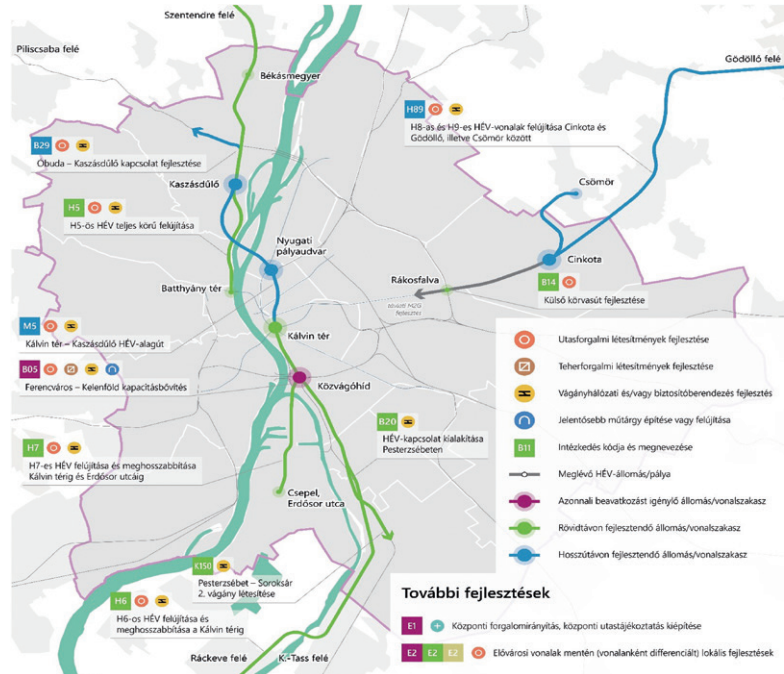 Szentendre felé
Piliscsaba felé
Békásmegyer
Gödöllő felé
H89
H8-as és H9-es HÉV-vonalak felújítása Cinkota és
Gödöllő, illetve Csömör között
B29
Óbuda – Kaszásdűlő kapcsolat fejlesztése
Kaszásdűlő
Csömör
H5
H5-ös HÉV teljes körű felújítása
Nyugati
pályaudvar
Cinkota
Rákosfalva
Batthyány tér
B14
Külső körvasút fejlesztése
M5
Kálvin tér – Kaszásdűlő HÉV-alagút
Kálvin tér
B05
Ferencváros – Kelenföld kapacitásbővítés
Közvágóhíd
B20
HÉV-kapcsolat kialakítása
Pesterzsébeten
H7
H7-es HÉV felújítása és meghosszabbítása
Kálvin térig és Erdősor utcáig
Csepel,
Erdősor utca
K150
Pesterzsébet – Soroksár
2. vágány létesítése
H6
H6-os HÉV felújítása és
meghosszabbítása a Kálvin térig
Ráckeve felé
K.-Tass felé
Utasforgalmi létesítmények fejlesztése
Teherforgalmi létesítmények fejlesztése
Vágányhálózati és/vagy biztosítóberendezés fejlesztés
Jelentősebb műtárgy építése vagy felújítása
B11
Intézkedés kódja és megnevezése
Meglévő HÉV-állomás/pálya
Azonnali beavatkozást igénylő állomás/vonalszakasz
Rövidtávon fejlesztendő állomás/vonalszakasz
Hosszútávon fejlesztendő állomás/vonalszakasz
További fejlesztések
E1
Központi forgalomirányítás, központi utastájékoztatás kiépítése
E2 E2 E2
Elővárosi vonalak mentén (vonalanként differenciált) lokális fejlesztések